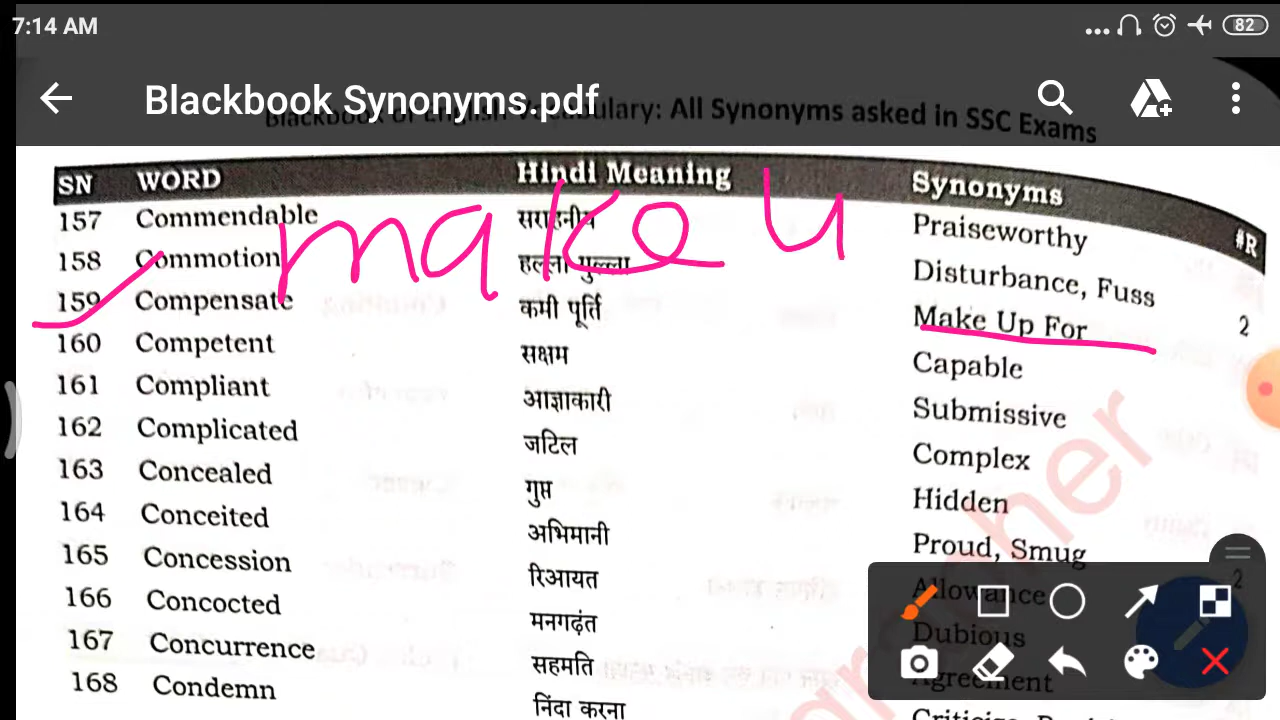 7:14 AM 82
Blackbook Synonyms.pdf
Blackbook of English Vocabulary: All Synonyms asked in SSC Exams
SN WORD Hindi Meaning Synonyms #R
157 Commendable सराहनीय Praiseworthy
158 Commotion हल्ला गुल्ला Disturbance, Fuss
159 Compensate कमी पूर्ति Make Up For 2
160 Competent सक्षम Capable
161 Compliant आज्ञाकारी Submissive
162 Complicated जटिल Complex
163 Concealed गुप्त Hidden
164 Conceited अभिमानी Proud, Smug
165 Concession रिआयत Allowance 2
166 Concocted मनगढ़ंत Dubious
167 Concurrence सहमति Agreement
168 Condemn निंदा करना
make u